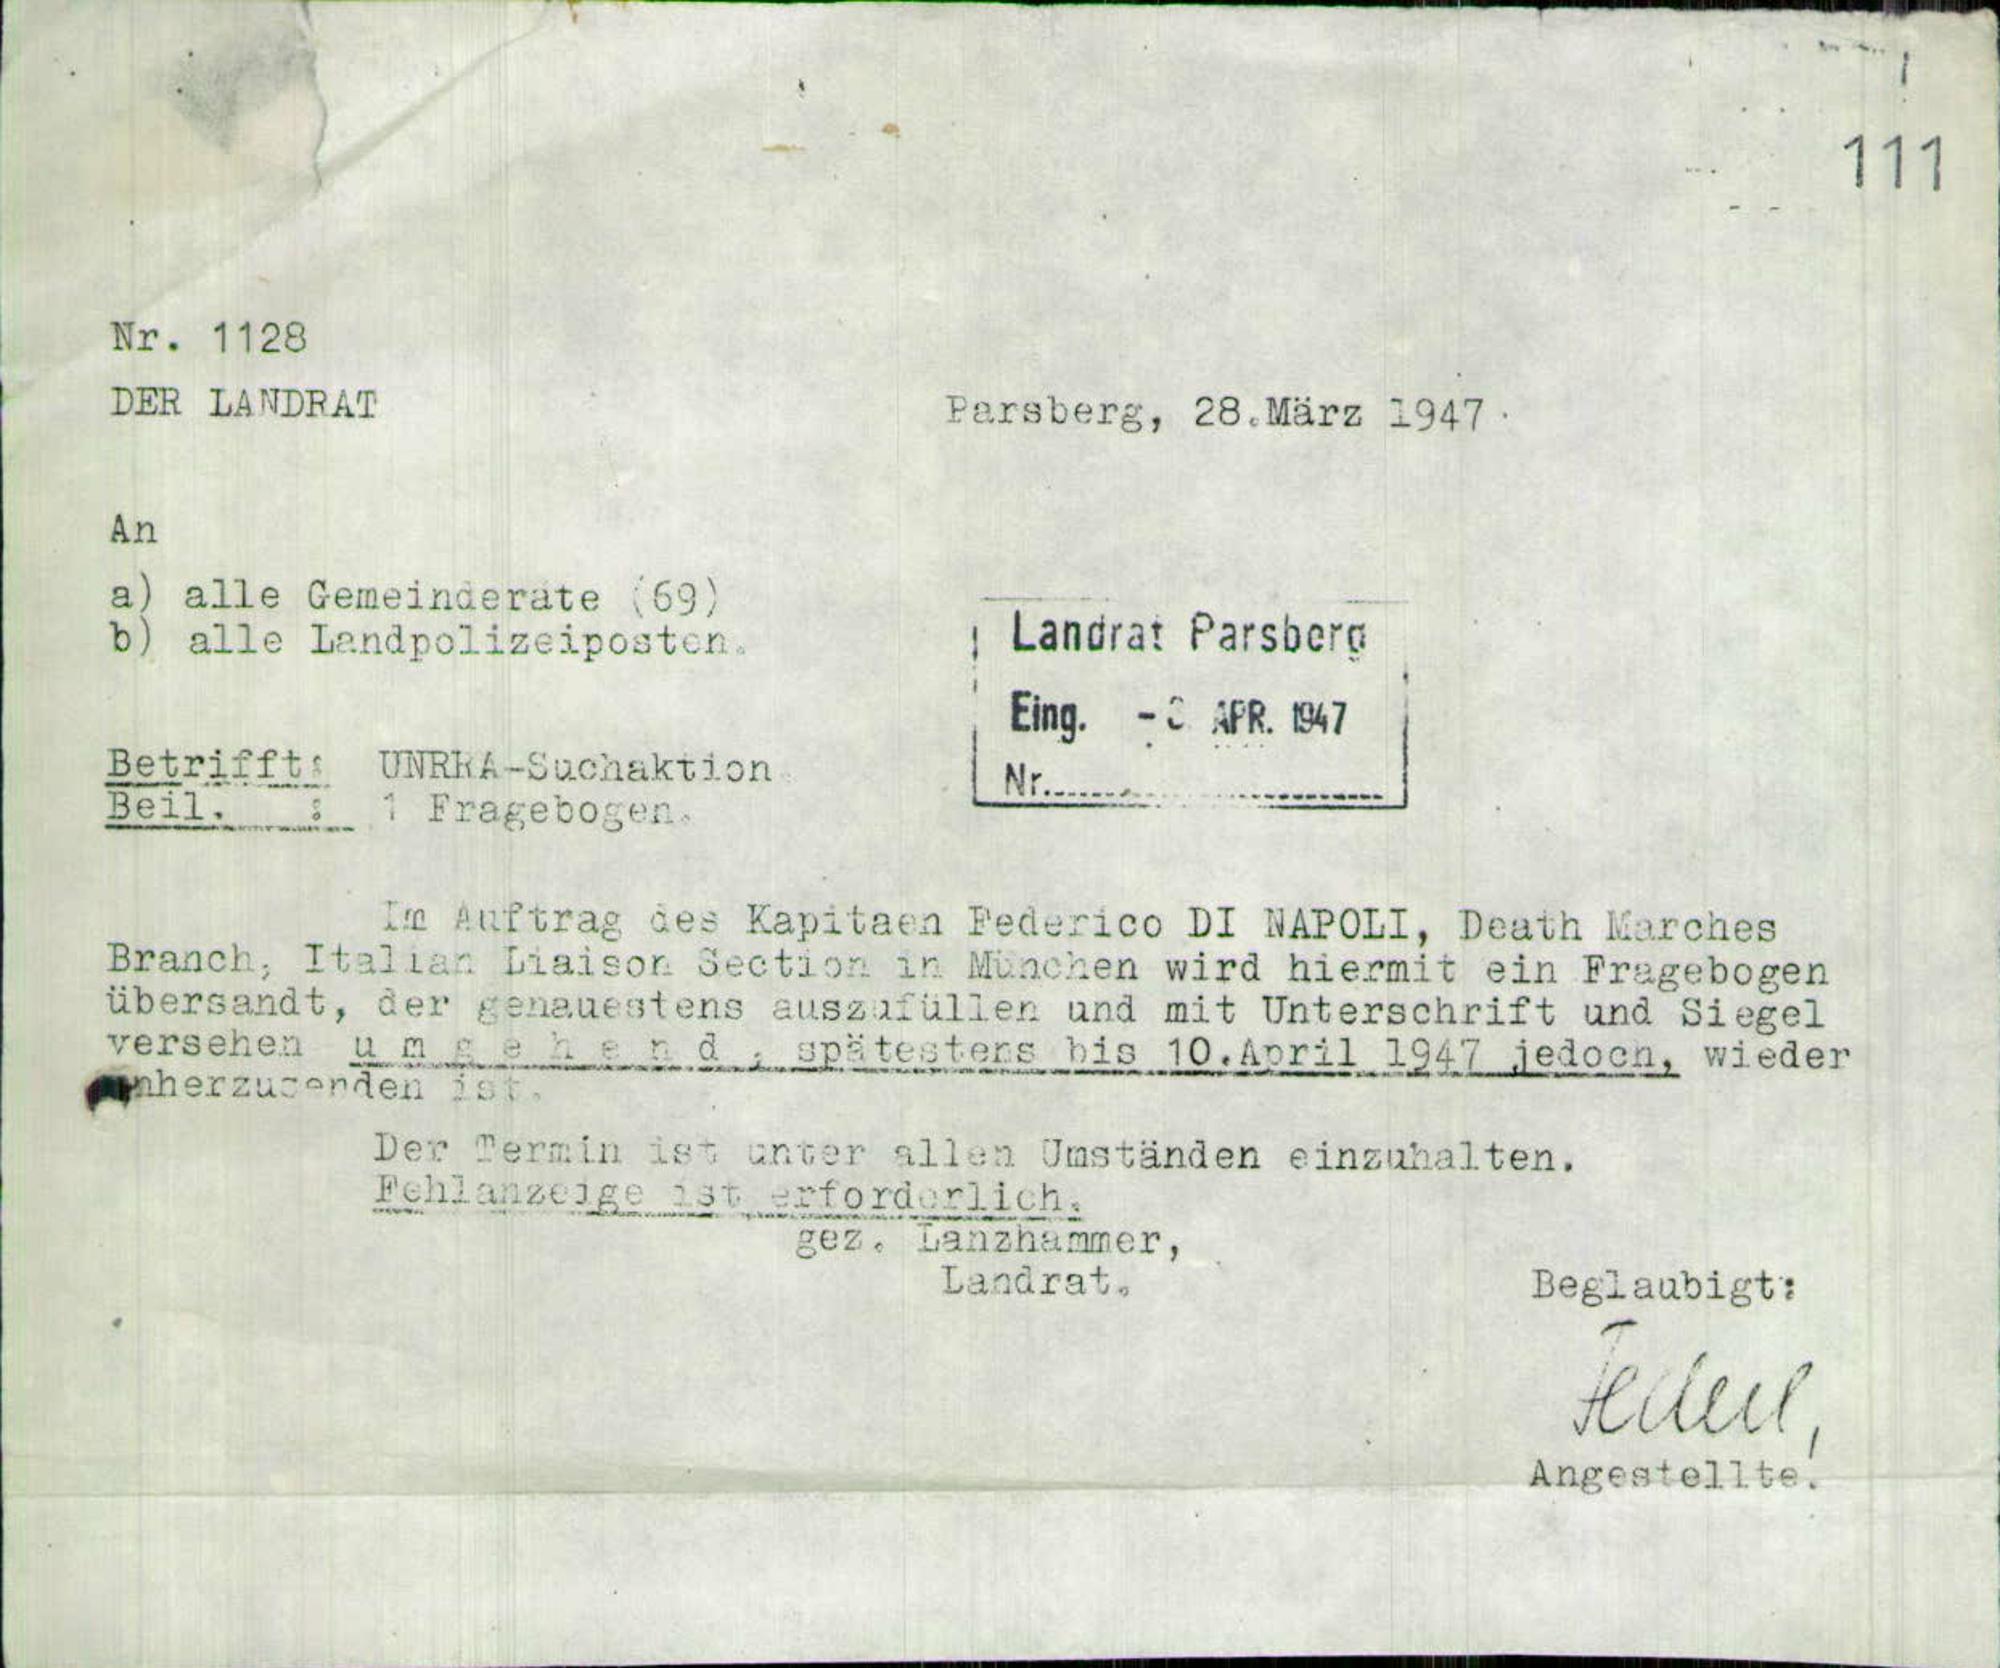 111
Nr. 1128
DER LANDRAT
Parsberg, 28.März 1947.
An
a) alle Gemeinderäte (69)
b) alle Landpolizeiposten.
Landrat Parsberg
Eing. - APR. 1947
Nr.
Betrifft: UNRRA-Suchaktion
Beil. : 1 Fragebogen.
Im Auftrag des Kapitaen Federico DI NAPOLI, Death Marches
Branch, Italian Liaison Section in München wird hiermit ein Fragebogen
übersandt, der genauestens auszufüllen und mit Unterschrift und Siegel
versehen u m g e h e n d , spätestens bis 10.April 1947 jedoch, wieder
anherzusenden ist.
Der Termin ist unter allen Umständen einzuhalten.
Fehlanzeige ist erforderlich.
gez. Lanzhammer,
Landrat.
Beglaubigt:
Angestellte.